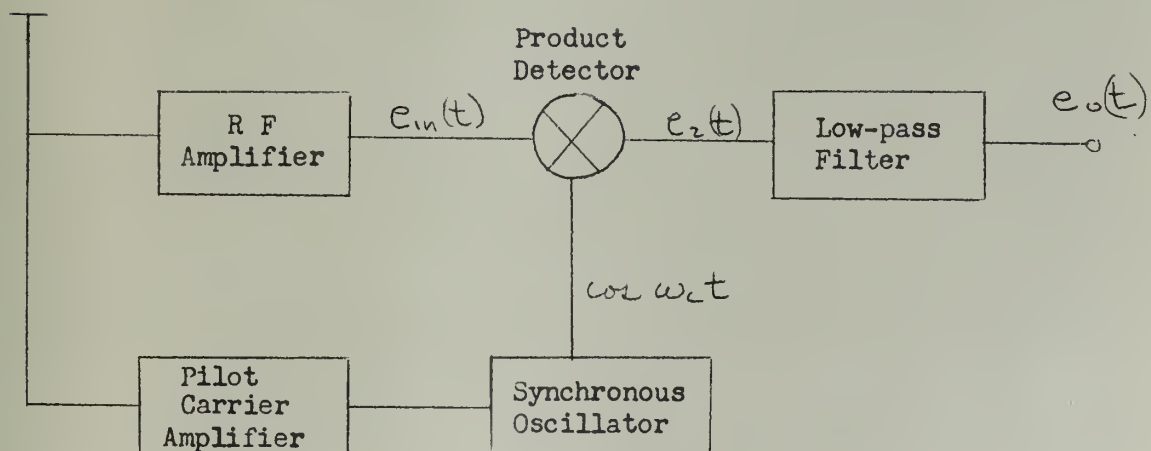 Product
Detector
R F
Amplifier
e_in(t)
e_2(t)
Low-pass
Filter
e_o(t)
cos ω_c t
Pilot
Carrier
Amplifier
Synchronous
Oscillator